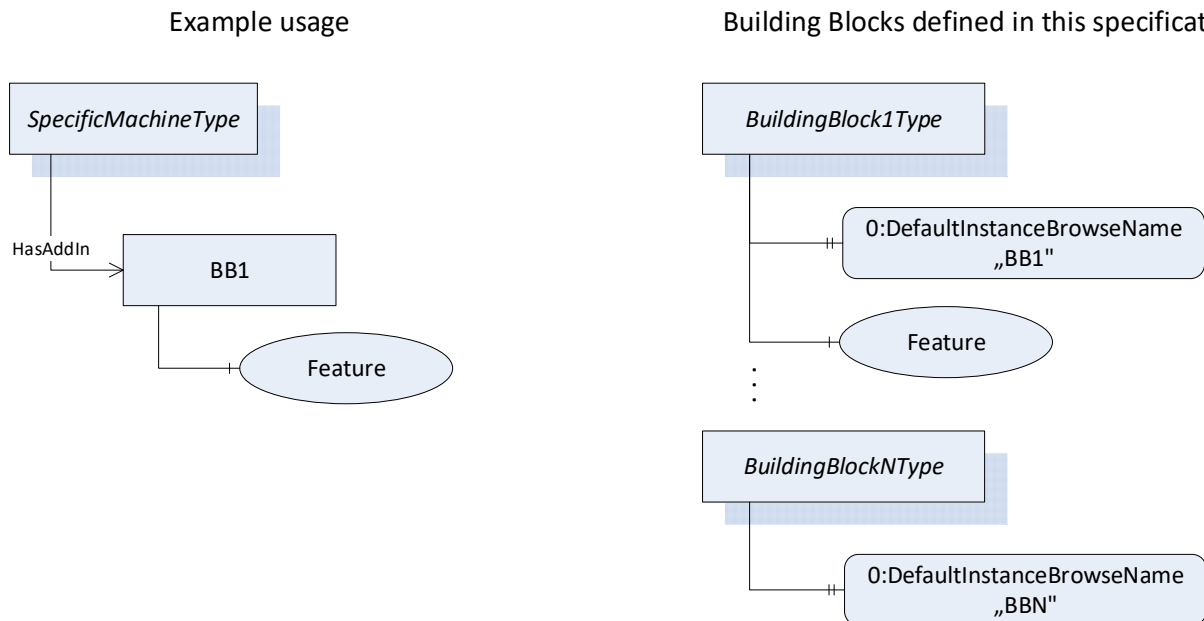 Example usage
SpecificMachineType
HasAddIn
BB1
Feature
Building Blocks defined in this specificat
BuildingBlock1Type
0:DefaultInstanceBrowseName
„BB1"
Feature
BuildingBlockNType
0:DefaultInstanceBrowseName
„BBN"